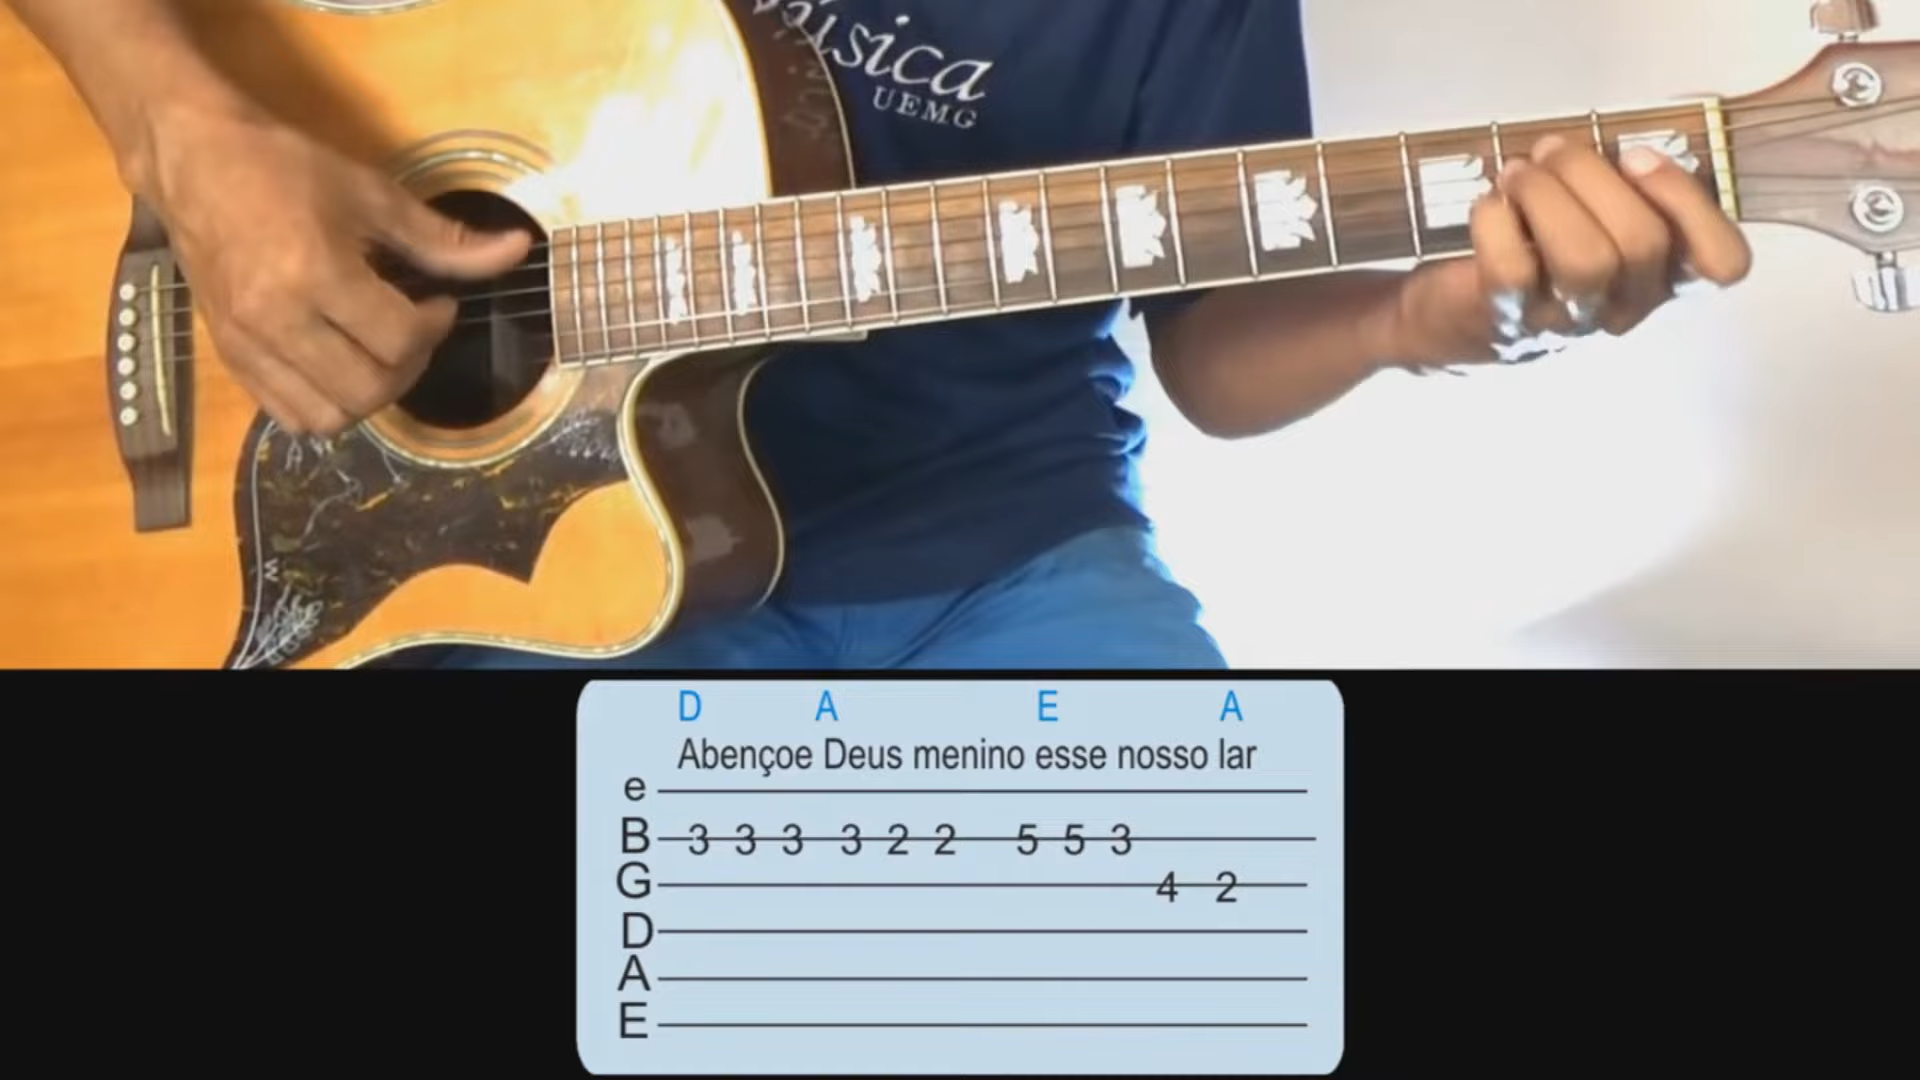 úsica
UEMG
D A E A
Abençoe Deus menino esse nosso lar
e
B 3 3 3 3 2 2 5 5 3
G 4 2
D
A
E